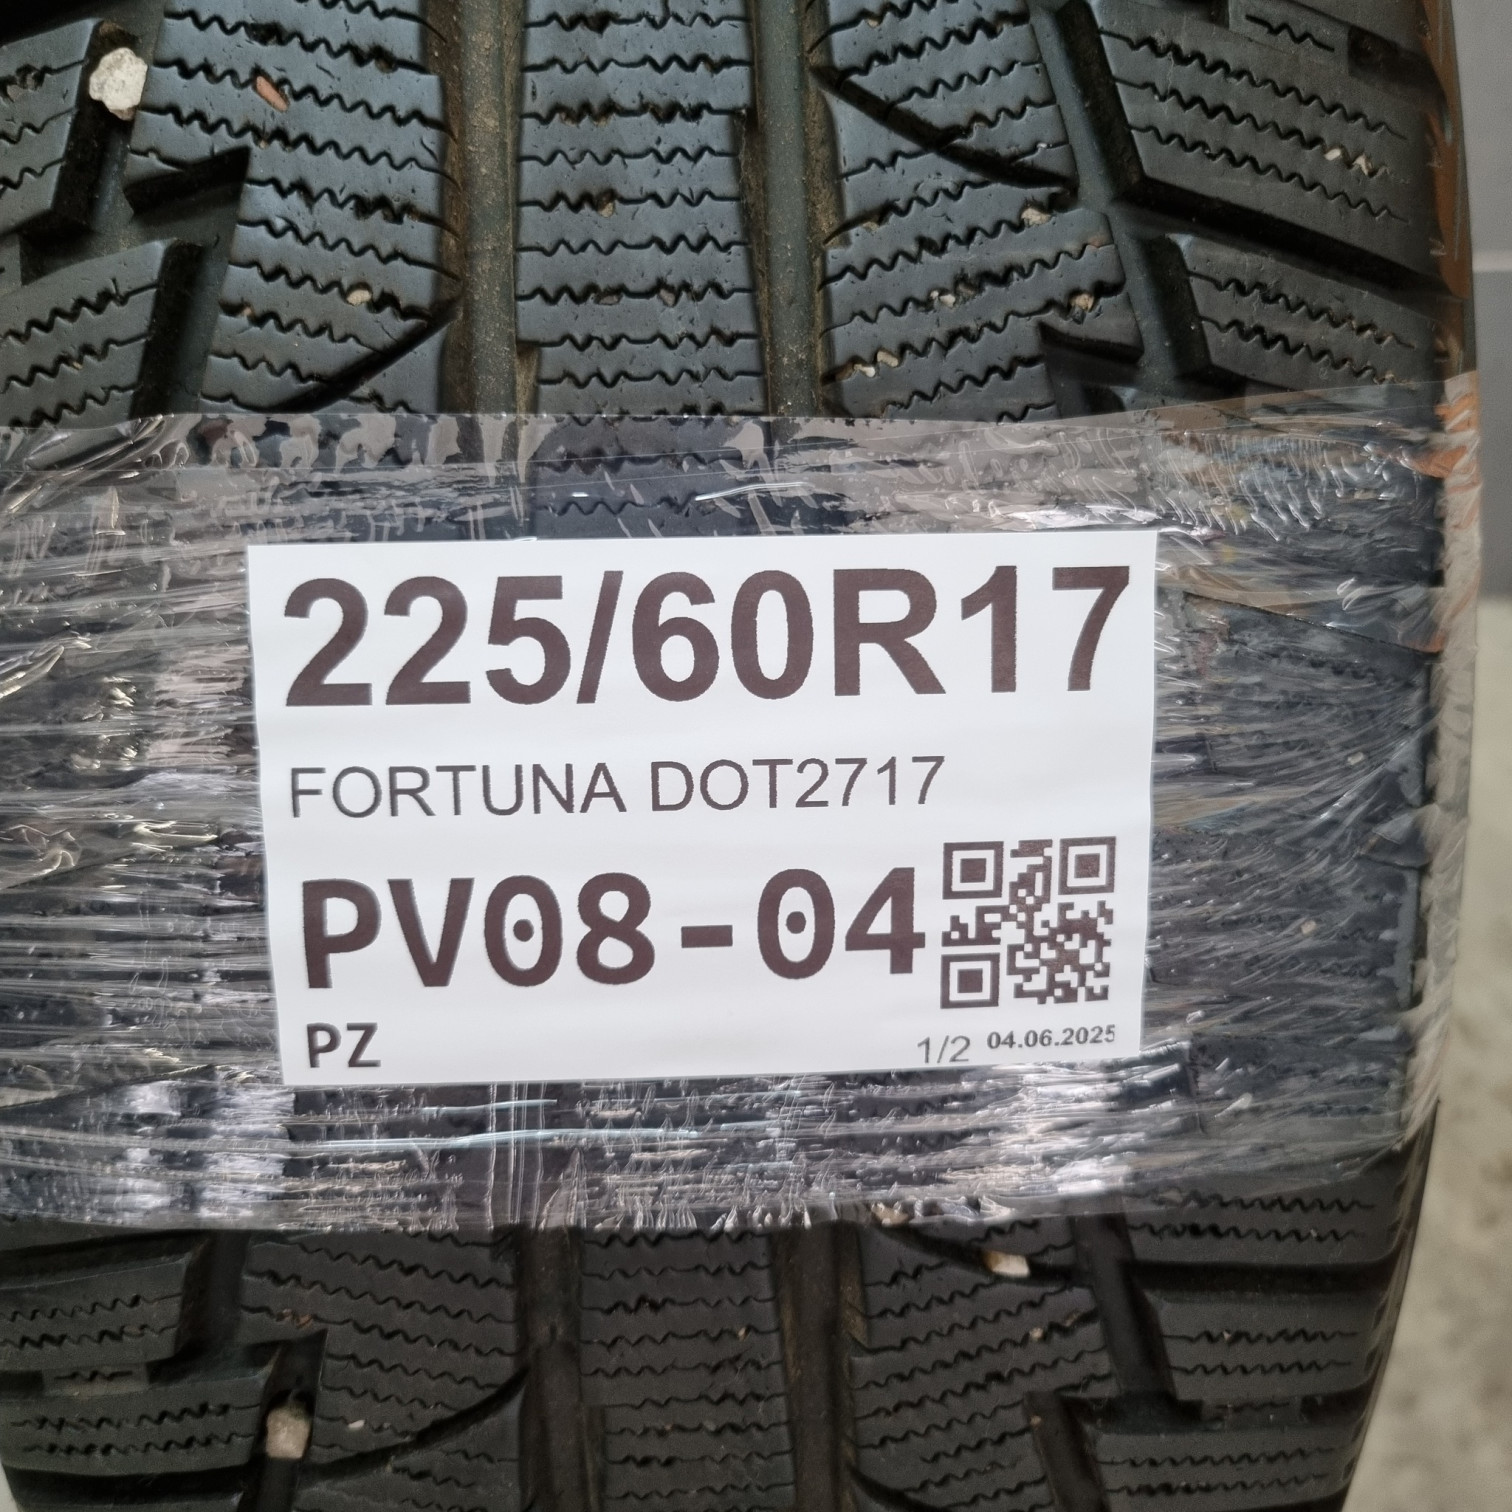 225/60R17
FORTUNA DOT2717
PV08-04
PZ
1/2 04.06.2025